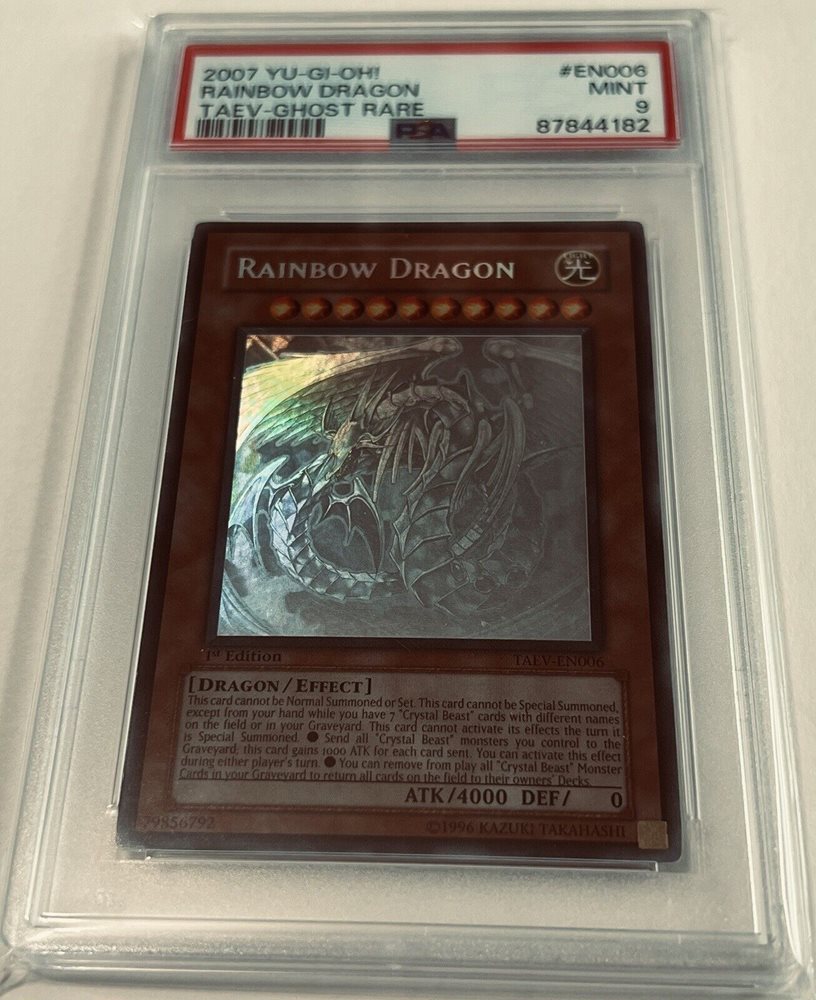 2007 YU-GI-OH! #EN006
RAINBOW DRAGON MINT
TAEV-GHOST RARE 9
PSA 87844182
RAINBOW DRAGON
LIGHT
光
1st Edition TAEV-EN006
[DRAGON/EFFECT]
This card cannot be Normal Summoned or Set. This card cannot be Special Summoned,
except from your hand while you have 7 "Crystal Beast" cards with different names
on the field or in your Graveyard. This card cannot activate its effects the turn it
is Special Summoned. ● Send all "Crystal Beast" monsters you control to the
Graveyard; this card gains 1000 ATK for each card sent. You can activate this effect
during either player's turn. ● You can remove from play all "Crystal Beast" Monster
Cards in your Graveyard to return all cards on the field to their owners' Decks.
ATK/4000 DEF/ 0
79856792 ©1996 KAZUKI TAKAHASHI